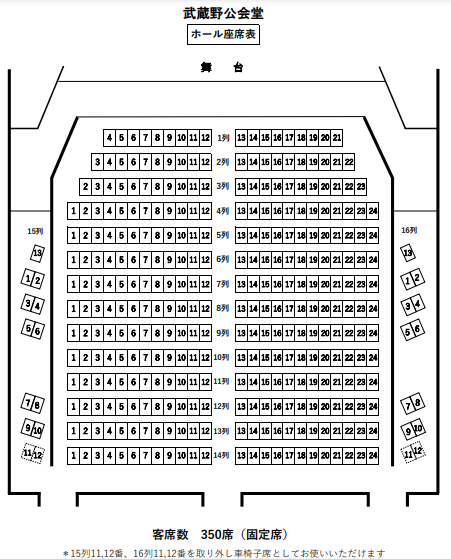 武蔵野公会堂
ホール座席表
舞 台
4 5 6 7 8 9 10 11 12 1列 13 14 15 16 17 18 19 20 21
3 4 5 6 7 8 9 10 11 12 2列 13 14 15 16 17 18 19 20 21 22
2 3 4 5 6 7 8 9 10 11 12 3列 13 14 15 16 17 18 19 20 21 22 23
1 2 3 4 5 6 7 8 9 10 11 12 4列 13 14 15 16 17 18 19 20 21 22 23 24
1 2 3 4 5 6 7 8 9 10 11 12 5列 13 14 15 16 17 18 19 20 21 22 23 24
1 2 3 4 5 6 7 8 9 10 11 12 6列 13 14 15 16 17 18 19 20 21 22 23 24
1 2 3 4 5 6 7 8 9 10 11 12 7列 13 14 15 16 17 18 19 20 21 22 23 24
1 2 3 4 5 6 7 8 9 10 11 12 8列 13 14 15 16 17 18 19 20 21 22 23 24
1 2 3 4 5 6 7 8 9 10 11 12 9列 13 14 15 16 17 18 19 20 21 22 23 24
1 2 3 4 5 6 7 8 9 10 11 12 10列 13 14 15 16 17 18 19 20 21 22 23 24
1 2 3 4 5 6 7 8 9 10 11 12 11列 13 14 15 16 17 18 19 20 21 22 23 24
1 2 3 4 5 6 7 8 9 10 11 12 12列 13 14 15 16 17 18 19 20 21 22 23 24
1 2 3 4 5 6 7 8 9 10 11 12 13列 13 14 15 16 17 18 19 20 21 22 23 24
1 2 3 4 5 6 7 8 9 10 11 12 14列 13 14 15 16 17 18 19 20 21 22 23 24
15列
13
1 2
3 4
5 6
7 8
9 10
11 12
16列
13
1 2
3 4
5 6
7 8
9 10
11 12
客席数 350席（固定席）
＊15列11,12番、16列11,12番を取り外し車椅子席としてお使いいただけます